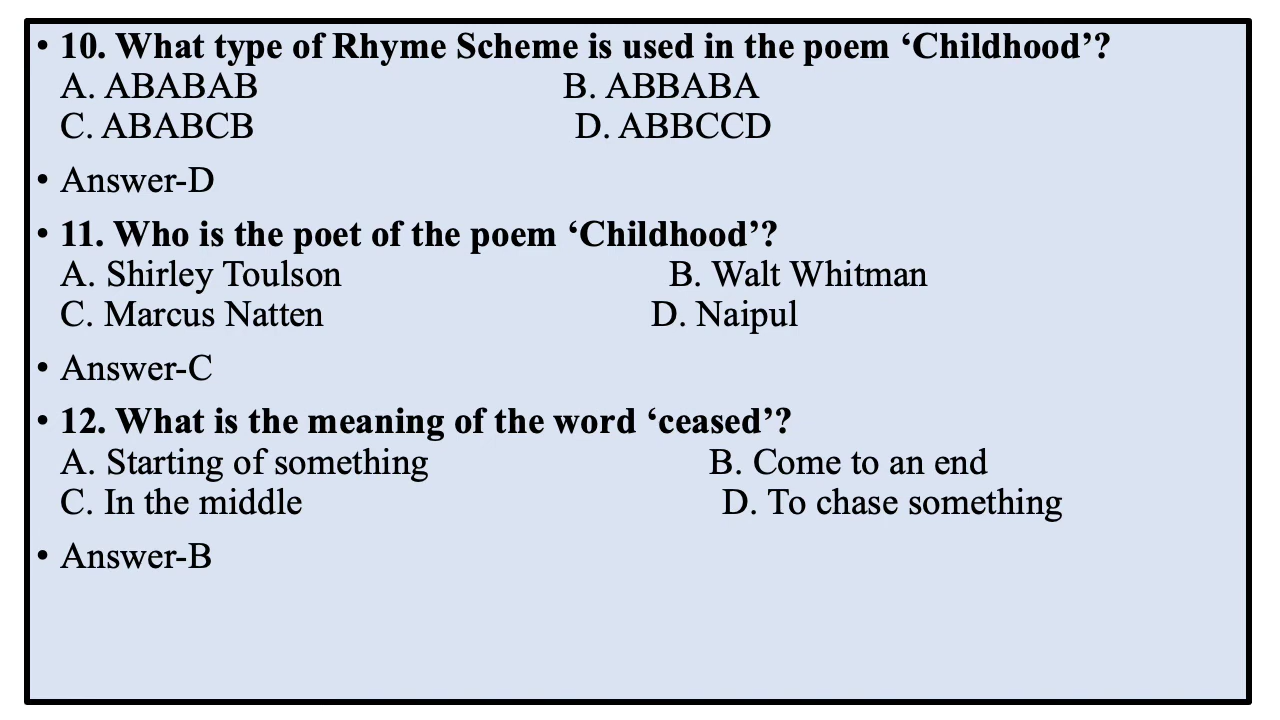 • 10. What type of Rhyme Scheme is used in the poem ‘Childhood’?
A. ABABAB B. ABBABA
C. ABABCB D. ABBCCD
• Answer-D
• 11. Who is the poet of the poem ‘Childhood’?
A. Shirley Toulson B. Walt Whitman
C. Marcus Natten D. Naipul
• Answer-C
• 12. What is the meaning of the word ‘ceased’?
A. Starting of something B. Come to an end
C. In the middle D. To chase something
• Answer-B